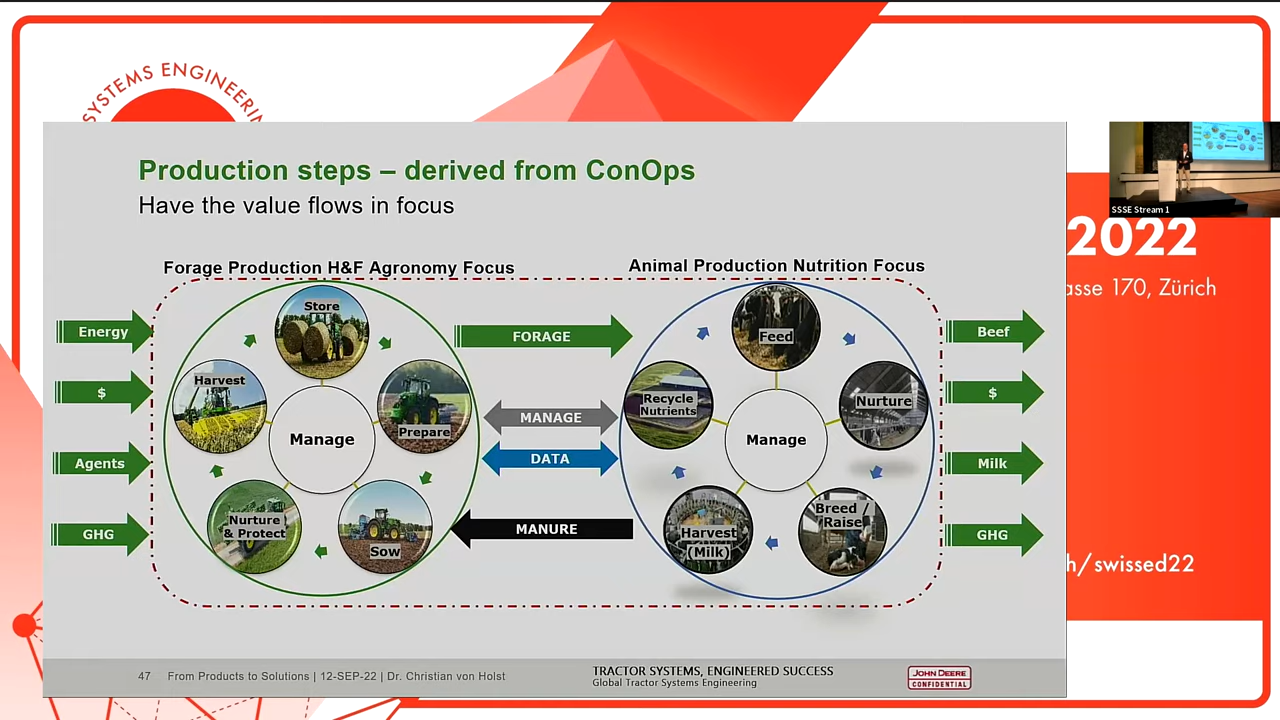 SYSTEMS ENGINEERIN
Production steps – derived from ConOps
Have the value flows in focus
Forage Production H&F Agronomy Focus
Animal Production Nutrition Focus
Energy
$
Agents
GHG
Store
Prepare
Sow
Nurture
& Protect
Harvest
Manage
FORAGE
MANAGE
DATA
MANURE
Feed
Nurture
Breed /
Raise
Harvest
(Milk)
Recycle
Nutrients
Manage
Beef
$
Milk
GHG
47 From Product to Solutions | 12-SEP-22 | Dr. Christian von Holst
TRACTOR SYSTEMS, ENGINEERED SUCCESS
Global Tractor Systems Engineering
JOHN DEERE
CONFIDENTIAL
SSSE Stream 1
2022
asse 170, Zürich
h/swissed22